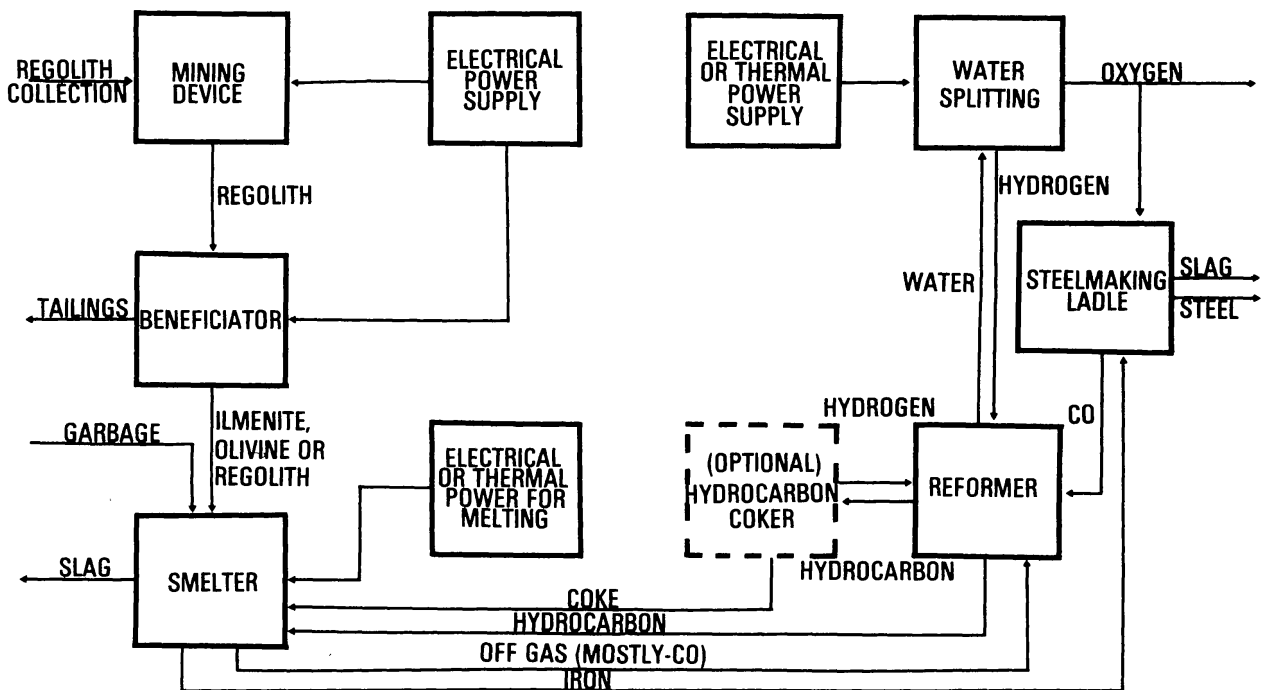 REGOLITH
COLLECTION
MINING
DEVICE
ELECTRICAL
POWER
SUPPLY
ELECTRICAL
OR THERMAL
POWER
SUPPLY
WATER
SPLITTING
OXYGEN
REGOLITH
HYDROGEN
WATER
STEELMAKING
LADLE
SLAG
STEEL
TAILINGS
BENEFICIATOR
GARBAGE
ILMENITE,
OLIVINE OR
REGOLITH
ELECTRICAL
OR THERMAL
POWER FOR
MELTING
HYDROGEN
CO
(OPTIONAL)
HYDROCARBON
COKER
REFORMER
HYDROCARBON
SLAG
SMELTER
COKE
HYDROCARBON
OFF GAS (MOSTLY-CO)
IRON